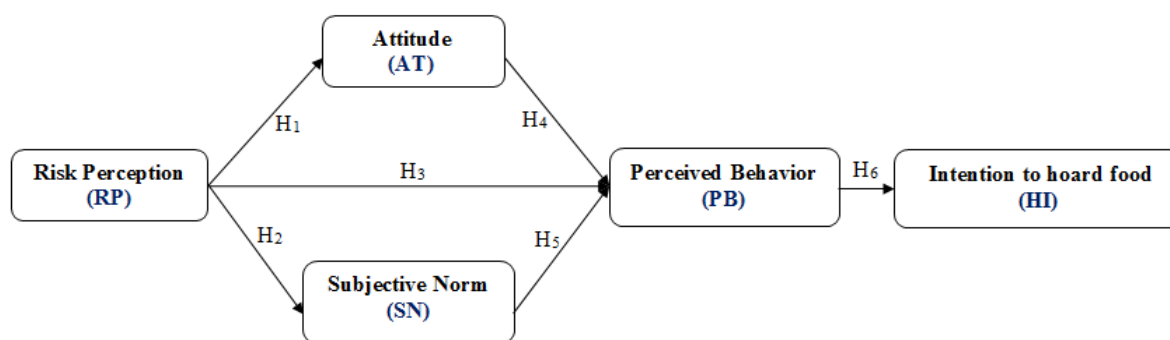 Attitude
(AT)
H1
H4
Risk Perception
(RP)
H3
Perceived Behavior
(PB)
H6
Intention to hoard food
(HI)
H2
H5
Subjective Norm
(SN)